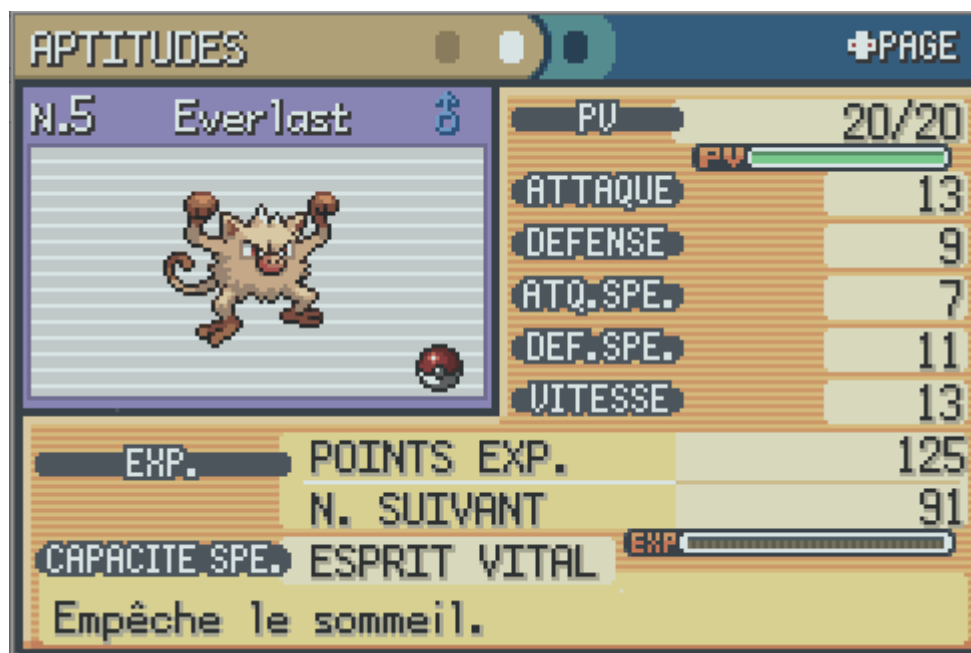 APTITUDES PAGE
N.5 Everlast ♂
PV 20/20
PV
ATTAQUE 13
DEFENSE 9
ATQ.SPE. 7
DEF.SPE. 11
VITESSE 13
EXP. POINTS EXP. 125
N. SUIVANT 91
EXP
CAPACITE SPE. ESPRIT VITAL
Empêche le sommeil.